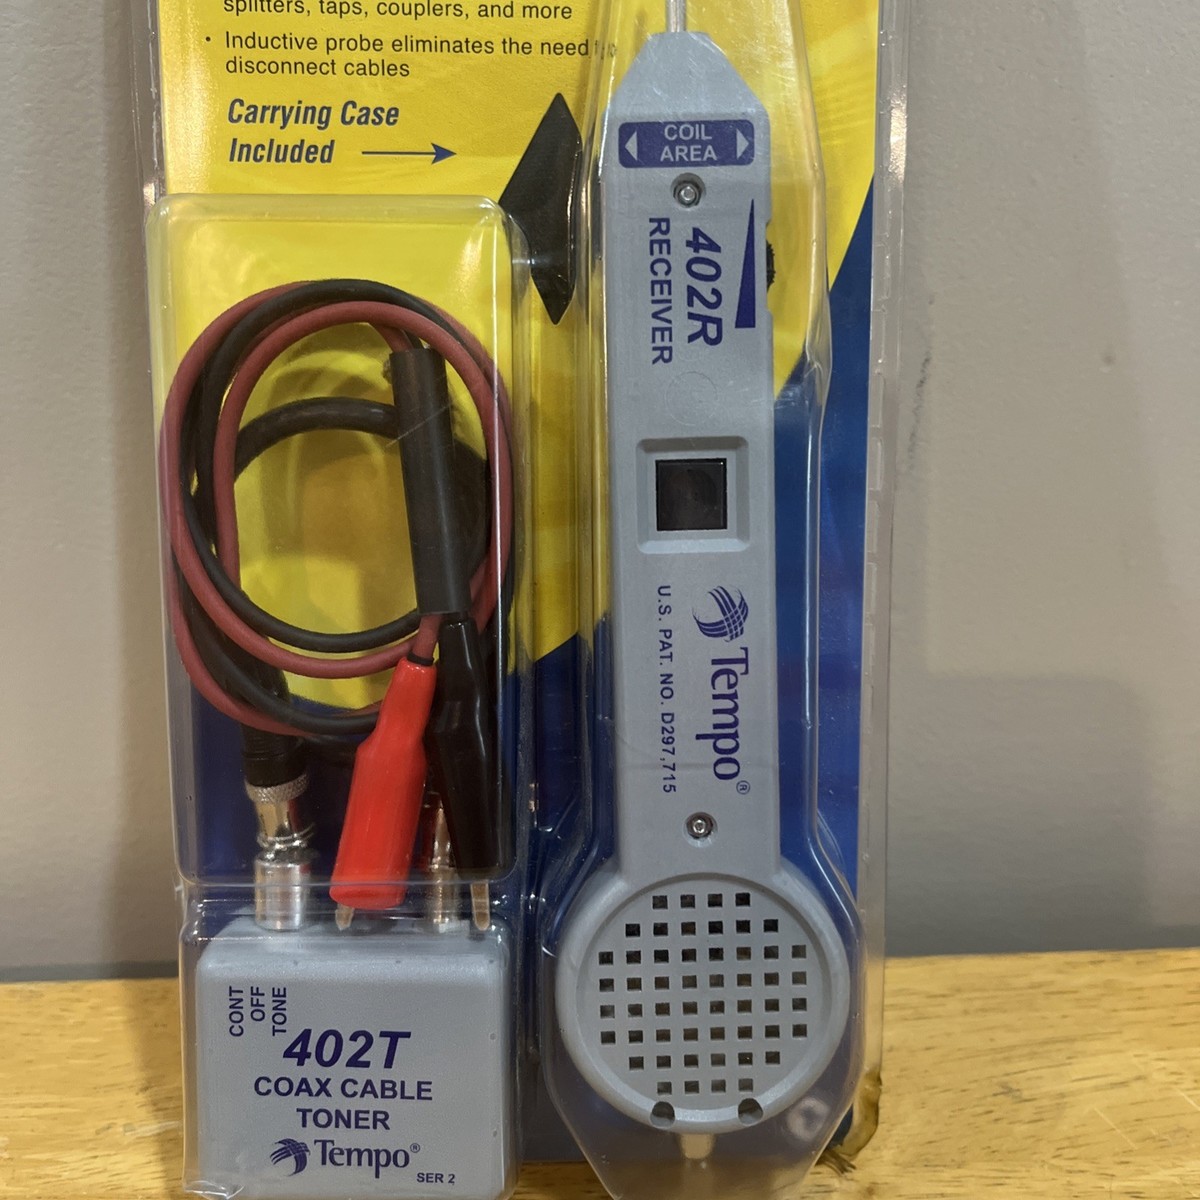 splitters, taps, couplers, and more
• Inductive probe eliminates the need
disconnect cables
Carrying Case
Included
COIL
AREA
402R
RECEIVER
Tempo®
U.S. PAT. NO. D297,715
CONT
OFF
TONE
402T
COAX CABLE
TONER
Tempo®
SER 2